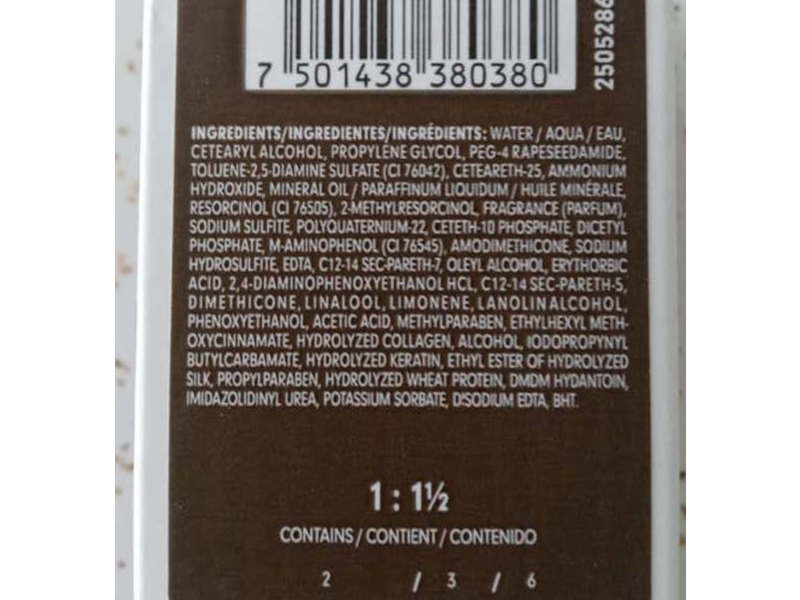 7 501438 380380
2505286
INGREDIENTS/INGREDIENTES/INGRÉDIENTS: WATER / AQUA / EAU,
CETEARYL ALCOHOL, PROPYLENE GLYCOL, PEG-4 RAPESEEDAMIDE,
TOLUENE-2,5-DIAMINE SULFATE (CI 76042), CETEARETH-25, AMMONIUM
HYDROXIDE, MINERAL OIL / PARAFFINUM LIQUIDUM / HUILE MINÉRALE,
RESORCINOL (CI 76505), 2-METHYLRESORCINOL, FRAGRANCE (PARFUM),
SODIUM SULFITE, POLYQUATERNIUM-22, CETETH-10 PHOSPHATE, DICETYL
PHOSPHATE, M-AMINOPHENOL (CI 76545), AMODIMETHICONE, SODIUM
HYDROSULFITE, EDTA, C12-14 SEC-PARETH-7, OLEYL ALCOHOL, ERYTHORBIC
ACID, 2,4-DIAMINOPHENOXYETHANOL HCL, C12-14 SEC-PARETH-5,
DIMETHICONE, LINALOOL, LIMONENE, LANOLIN ALCOHOL,
PHENOXYETHANOL, ACETIC ACID, METHYLPARABEN, ETHYLHEXYL METH-
OXYCINNAMATE, HYDROLYZED COLLAGEN, ALCOHOL, IODOPROPYNYL
BUTYLCARBAMATE, HYDROLYZED KERATIN, ETHYL ESTER OF HYDROLYZED
SILK, PROPYLPARABEN, HYDROLYZED WHEAT PROTEIN, DMDM HYDANTOIN,
IMIDAZOLIDINYL UREA, POTASSIUM SORBATE, DISODIUM EDTA, BHT.
1 : 1½
CONTAINS / CONTIENT / CONTENIDO
2 / 3 / 6